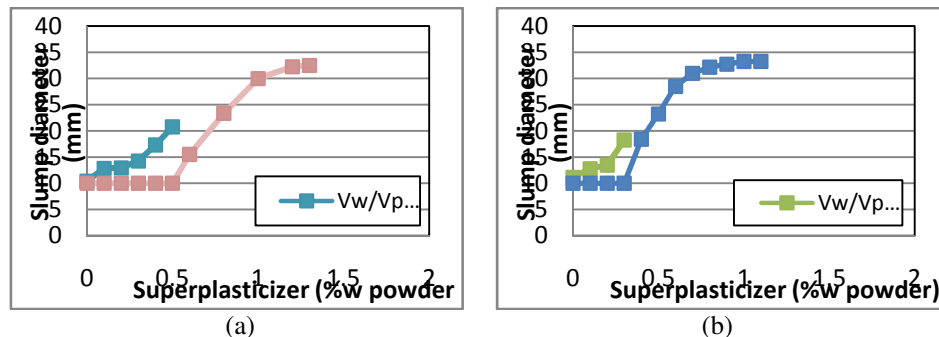 40
35
30
25
20
15
10
5
0
Slump diameter
(mm)
0 0.5 1 1.5 2
Superplasticizer (%w powder
Vw/Vp...
(a)
40
35
30
25
20
15
10
5
0
Slump diameter
(mm)
0 0.5 1 1.5 2
Superplasticizer (%w powder)
Vw/Vp...
(b)